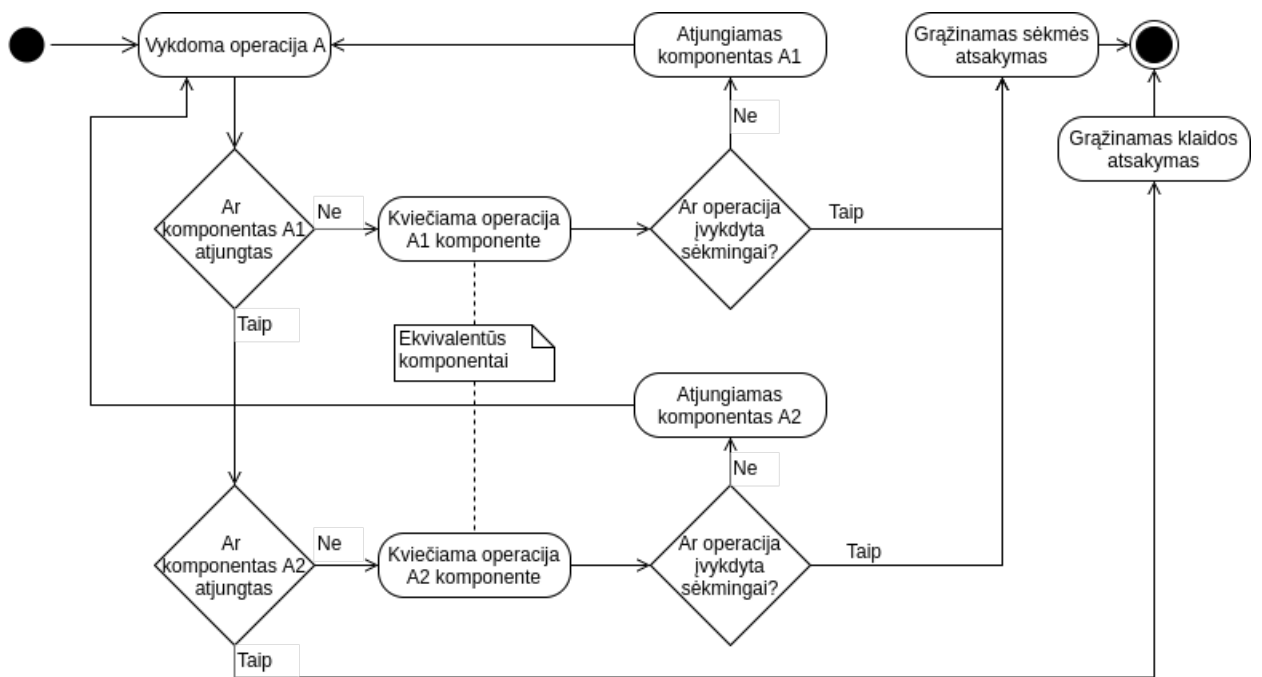 Vykdoma operacija A
Atjungiamas
komponentas A1
Grąžinamas sėkmės
atsakymas
Ne
Grąžinamas klaidos
atsakymas
Ar
komponentas A1
atjungtas
Ne
Kviečiama operacija
A1 komponente
Ar operacija
įvykdyta
sėkmingai?
Taip
Taip
Ekvivalentūs
komponentai
Atjungiamas
komponentas A2
Ne
Ar
komponentas A2
atjungtas
Ne
Kviečiama operacija
A2 komponente
Ar operacija
įvykdyta
sėkmingai?
Taip
Taip